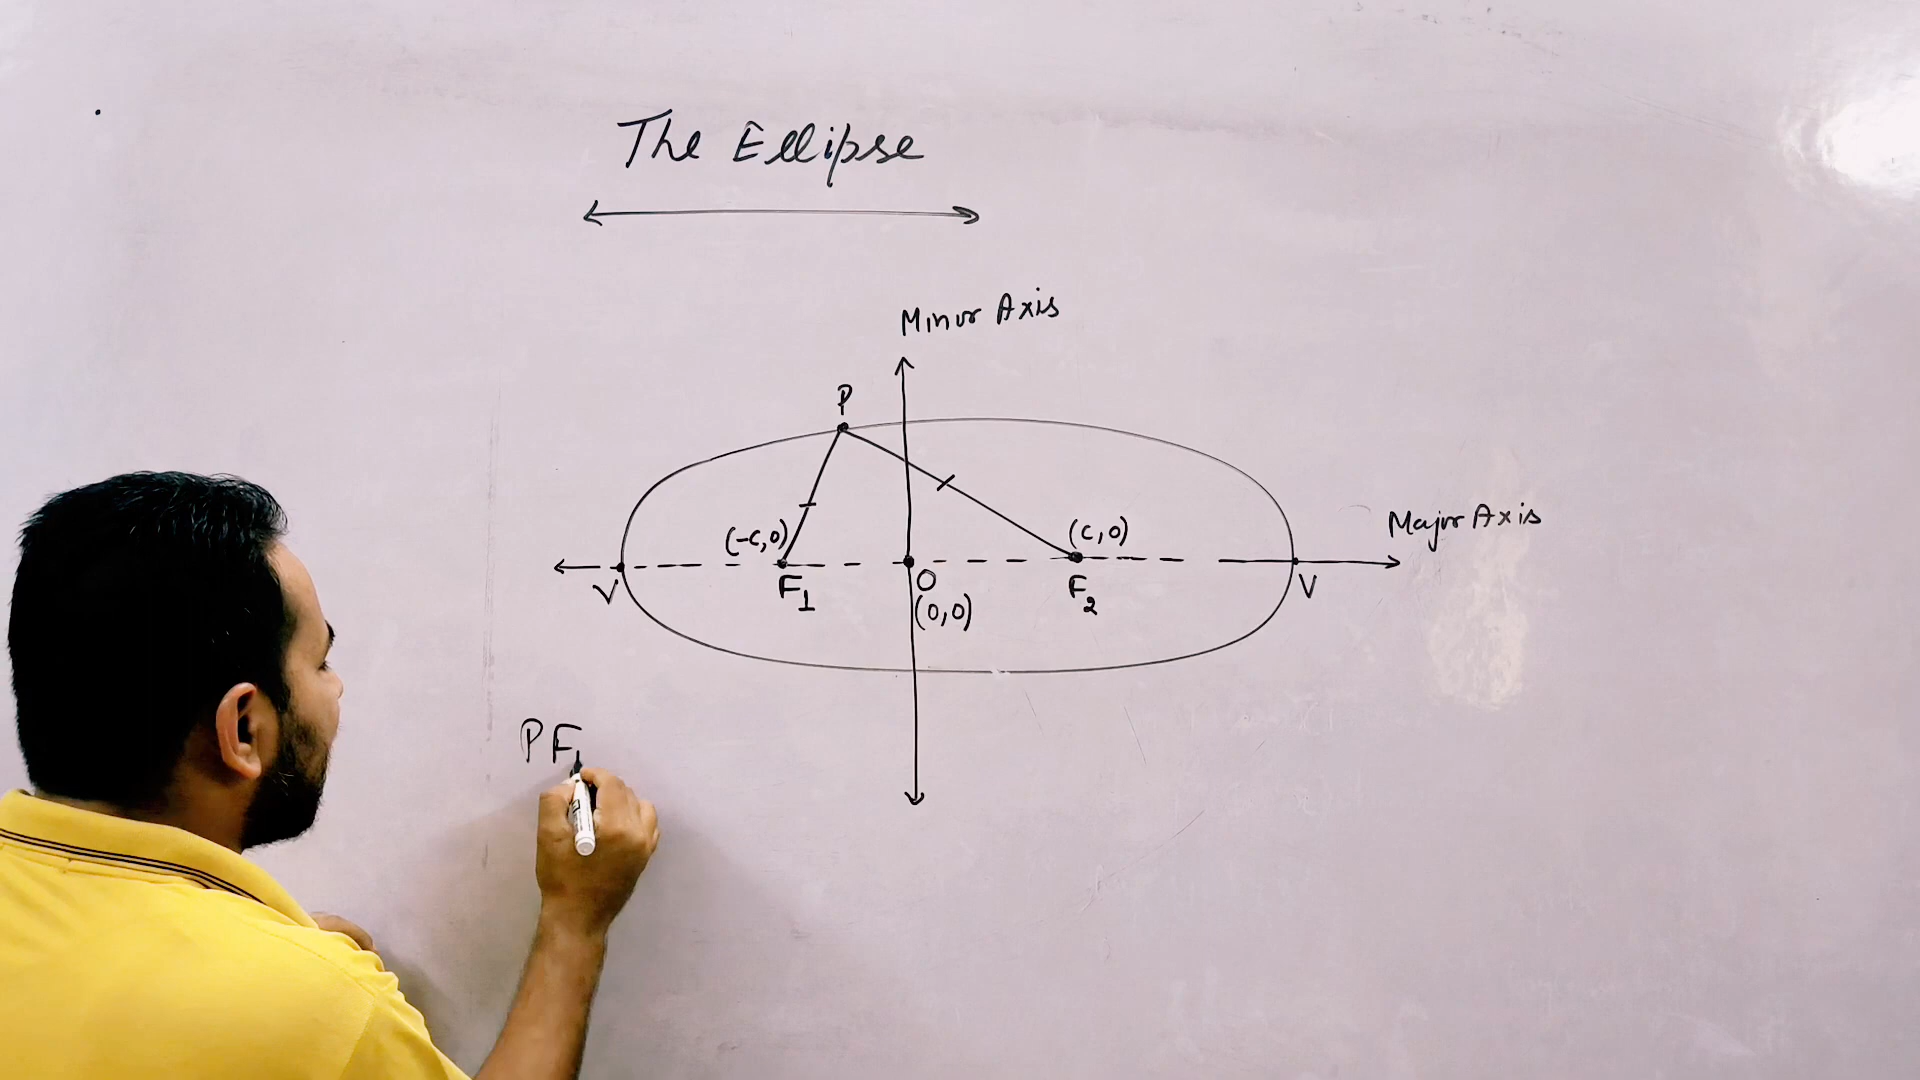 The Ellipse
Minor Axis
P
(-c,0)
(c,0)
Major Axis
V
F1
O
F2
V
(0,0)
PF1